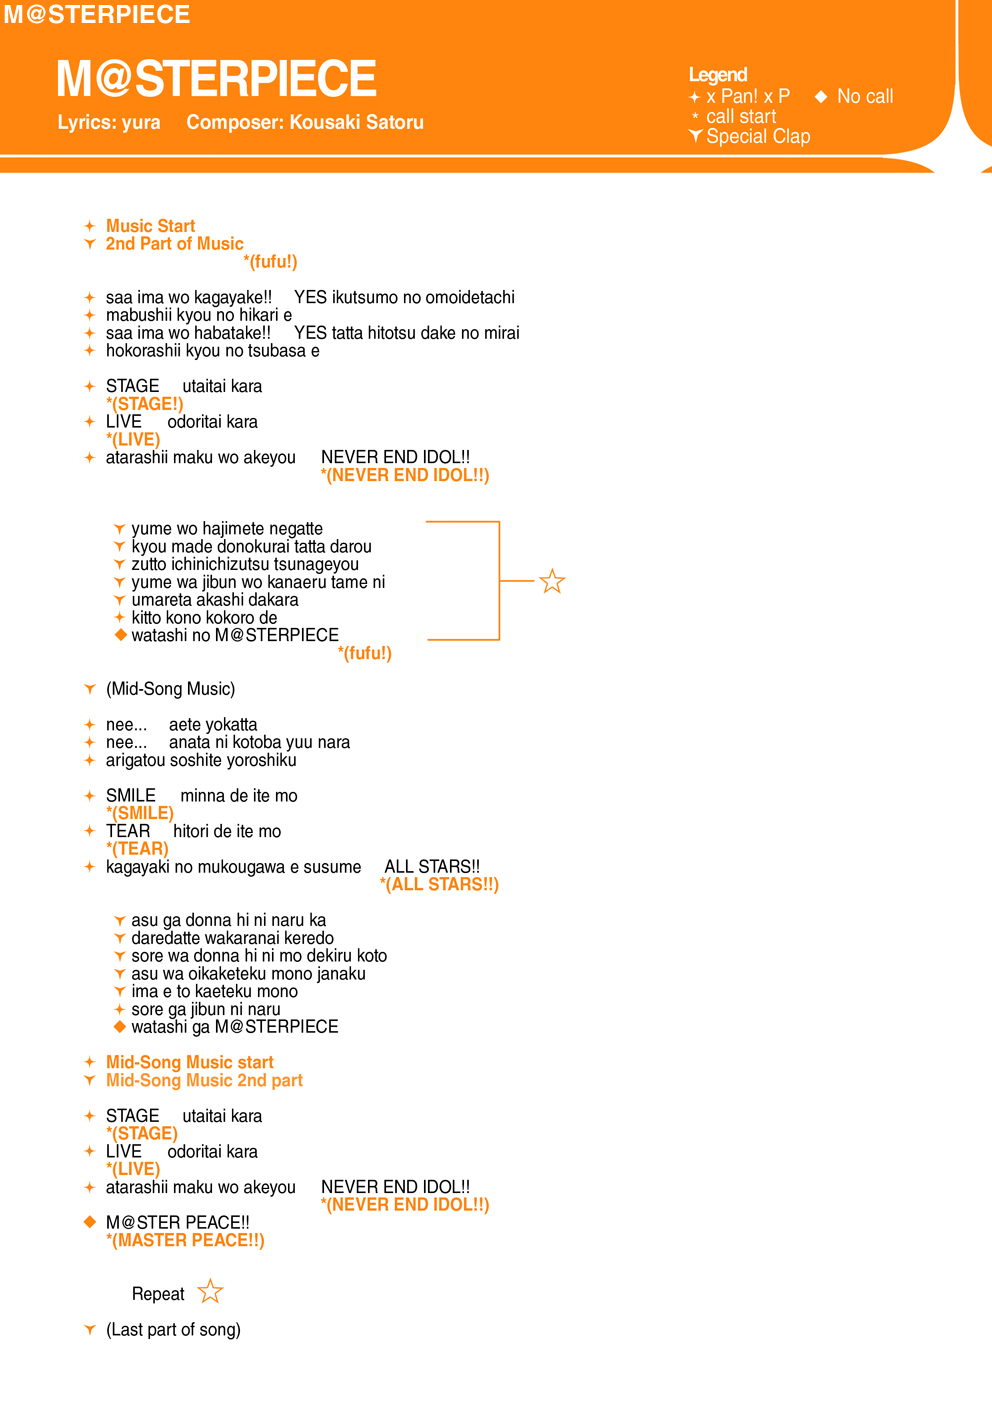 M@STERPIECE
M@STERPIECE
Lyrics: yura Composer: Kousaki Satoru
Legend
x Pan! x P No call
* call start
Special Clap
Music Start
2nd Part of Music
*(fufu!)
saa ima wo kagayake!! YES ikutsumo no omoidetachi
mabushii kyou no hikari e
saa ima wo habatake!! YES tatta hitotsu dake no mirai
hokorashii kyou no tsubasa e
STAGE utaitai kara
*(STAGE!)
LIVE odoritai kara
*(LIVE)
atarashii maku wo akeyou NEVER END IDOL!!
*(NEVER END IDOL!!)
yume wo hajimete negatte
kyou made donokurai tatta darou
zutto ichinichizutsu tsunageyou
yume wa jibun wo kanaeru tame ni
umareta akashi dakara
kitto kono kokoro de
watashi no M@STERPIECE
*(fufu!)
(Mid-Song Music)
nee... aete yokatta
nee... anata ni kotoba yuu nara
arigatou soshite yoroshiku
SMILE minna de ite mo
*(SMILE)
TEAR hitori de ite mo
*(TEAR)
kagayaki no mukougawa e susume ALL STARS!!
*(ALL STARS!!)
asu ga donna hi ni naru ka
daredatte wakaranai keredo
sore wa donna hi ni mo dekiru koto
asu wa oikaketeku mono janaku
ima e to kaeteku mono
sore ga jibun ni naru
watashi ga M@STERPIECE
Mid-Song Music start
Mid-Song Music 2nd part
STAGE utaitai kara
*(STAGE)
LIVE odoritai kara
*(LIVE)
atarashii maku wo akeyou NEVER END IDOL!!
*(NEVER END IDOL!!)
M@STER PEACE!!
*(MASTER PEACE!!)
Repeat ☆
(Last part of song)